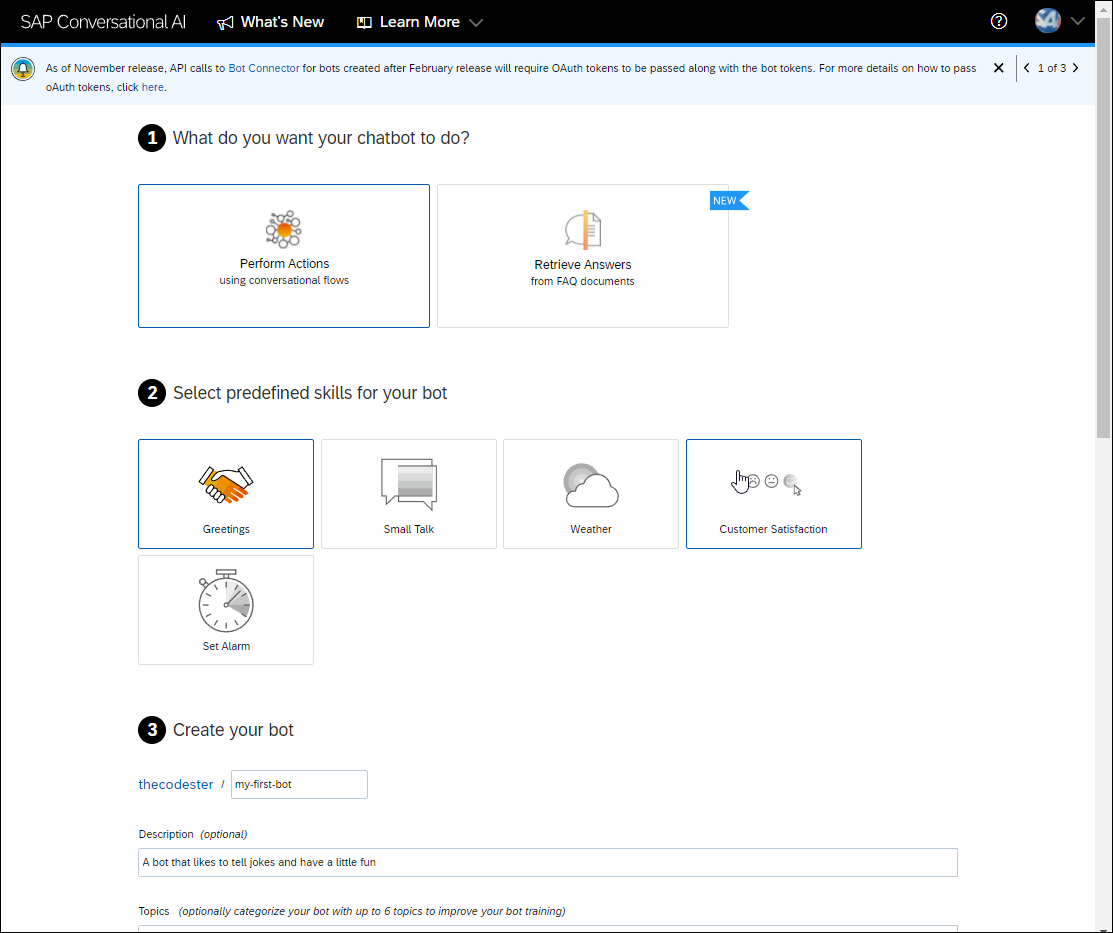 SAP Conversational AI What's New Learn More
As of November release, API calls to Bot Connector for bots created after February release will require OAuth tokens to be passed along with the bot tokens. For more details on how to pass
oAuth tokens, click here.
1 of 3
1 What do you want your chatbot to do?
NEW
Perform Actions
using conversational flows
Retrieve Answers
from FAQ documents
2 Select predefined skills for your bot
Greetings
Small Talk
Weather
Customer Satisfaction
Set Alarm
3 Create your bot
thecodester / my-first-bot
Description (optional)
A bot that likes to tell jokes and have a little fun
Topics (optionally categorize your bot with up to 6 topics to improve your bot training)